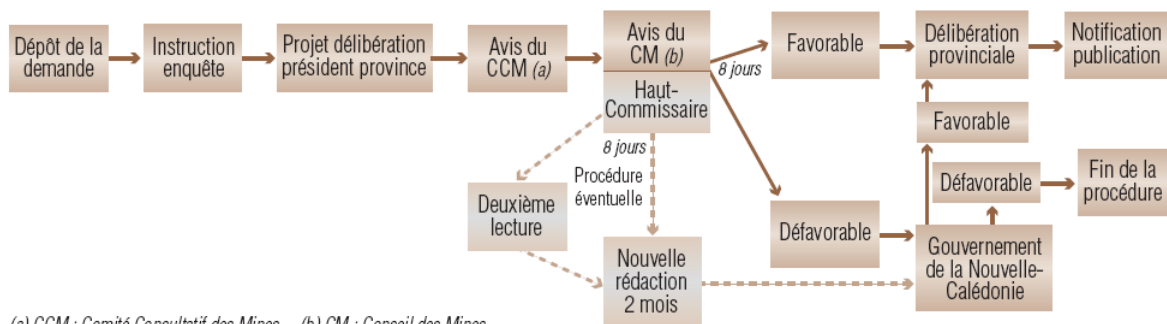 Dépôt de la
demande
Instruction
enquête
Projet délibération
président province
Avis du
CCM (a)
Avis du
CM (b)
Haut-
Commissaire
8 jours
Favorable
Délibération
provinciale
Notification
publication
Favorable
8 jours
Procédure
éventuelle
Deuxième
lecture
Nouvelle
rédaction
2 mois
Défavorable
Défavorable
Fin de la
procédure
Gouvernement
de la Nouvelle-
Calédonie
(a) CCM : Comité Consultatif des Mines (b) CM : Conseil des Mines